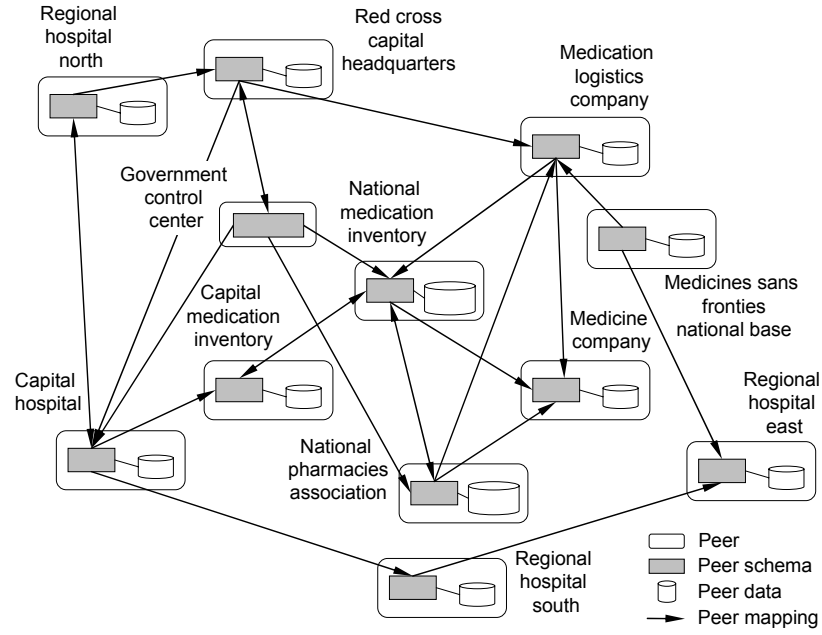 Regional
hospital
north
Red cross
capital
headquarters
Medication
logistics
company
Government
control
center
National
medication
inventory
Medicines sans
fronties
national base
Capital
medication
inventory
Medicine
company
Capital
hospital
Regional
hospital
east
National
pharmacies
association
Regional
hospital
south
Peer
Peer schema
Peer data
Peer mapping